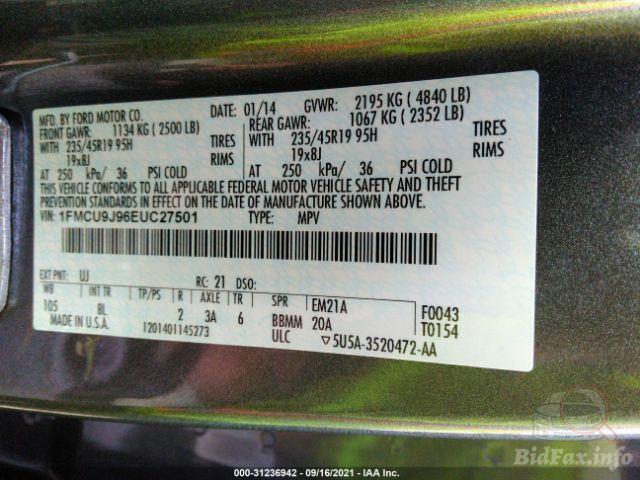 MFD. BY FORD MOTOR CO.
DATE: 01/14 GVWR: 2195 KG ( 4840 LB)
FRONT GAWR: 1134 KG ( 2500 LB) REAR GAWR: 1067 KG ( 2352 LB)
WITH 235/45R19 95H TIRES WITH 235/45R19 95H TIRES
19x8J RIMS 19x8J RIMS
AT 250 kPa/ 36 PSI COLD AT 250 kPa/ 36 PSI COLD
THIS VEHICLE CONFORMS TO ALL APPLICABLE FEDERAL MOTOR VEHICLE SAFETY AND THEFT
PREVENTION STANDARDS IN EFFECT ON THE DATE OF MANUFACTURE SHOWN ABOVE.
VIN: 1FMCU9J96EUC27501 TYPE: MPV
EXT PNT: UJ RC: 21 DSO:
WB INT TR TP/PS R AXLE TR SPR EM21A F0043
105 8L 2 3A 6 BBMM 20A T0154
MADE IN U.S.A. 1201401145273 ULC ▽5U5A-3520472-AA
BidFax.info
000-31236942 - 09/16/2021 - IAA Inc.